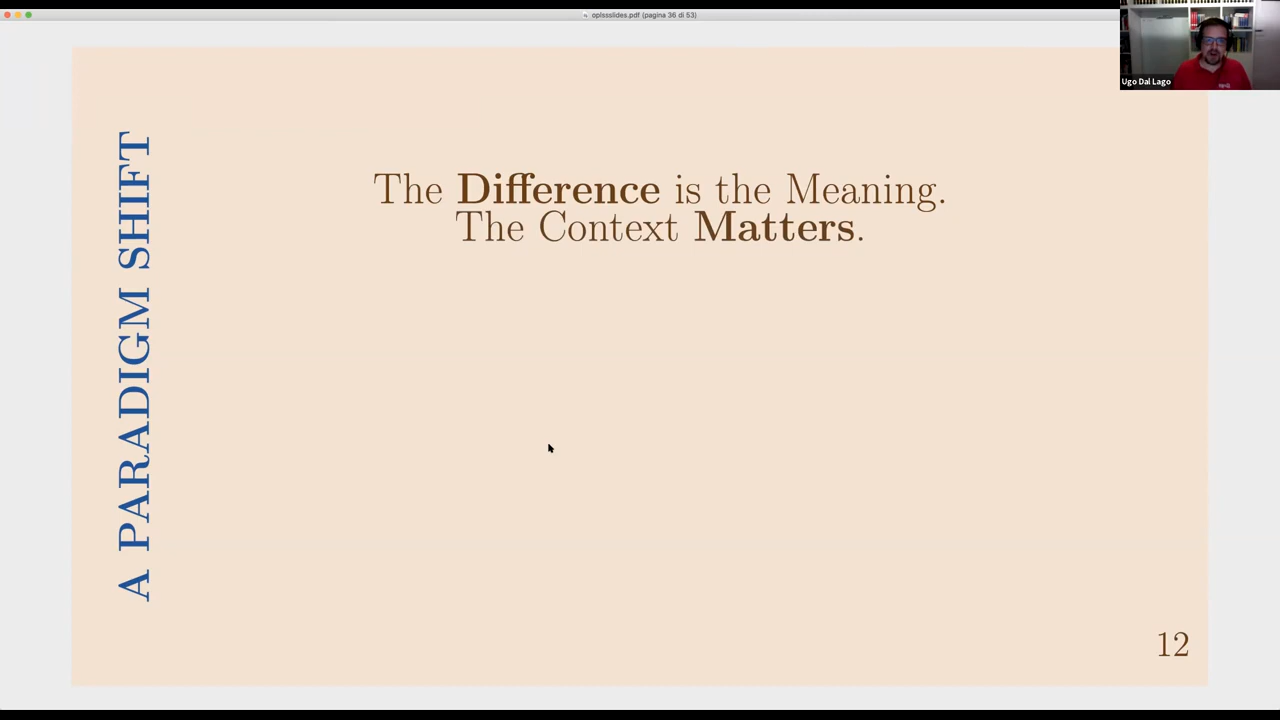 oplssslides.pdf (pagina 36 di 53)
Ugo Dal Lago
A PARADIGM SHIFT
The Difference is the Meaning.
The Context Matters.
12